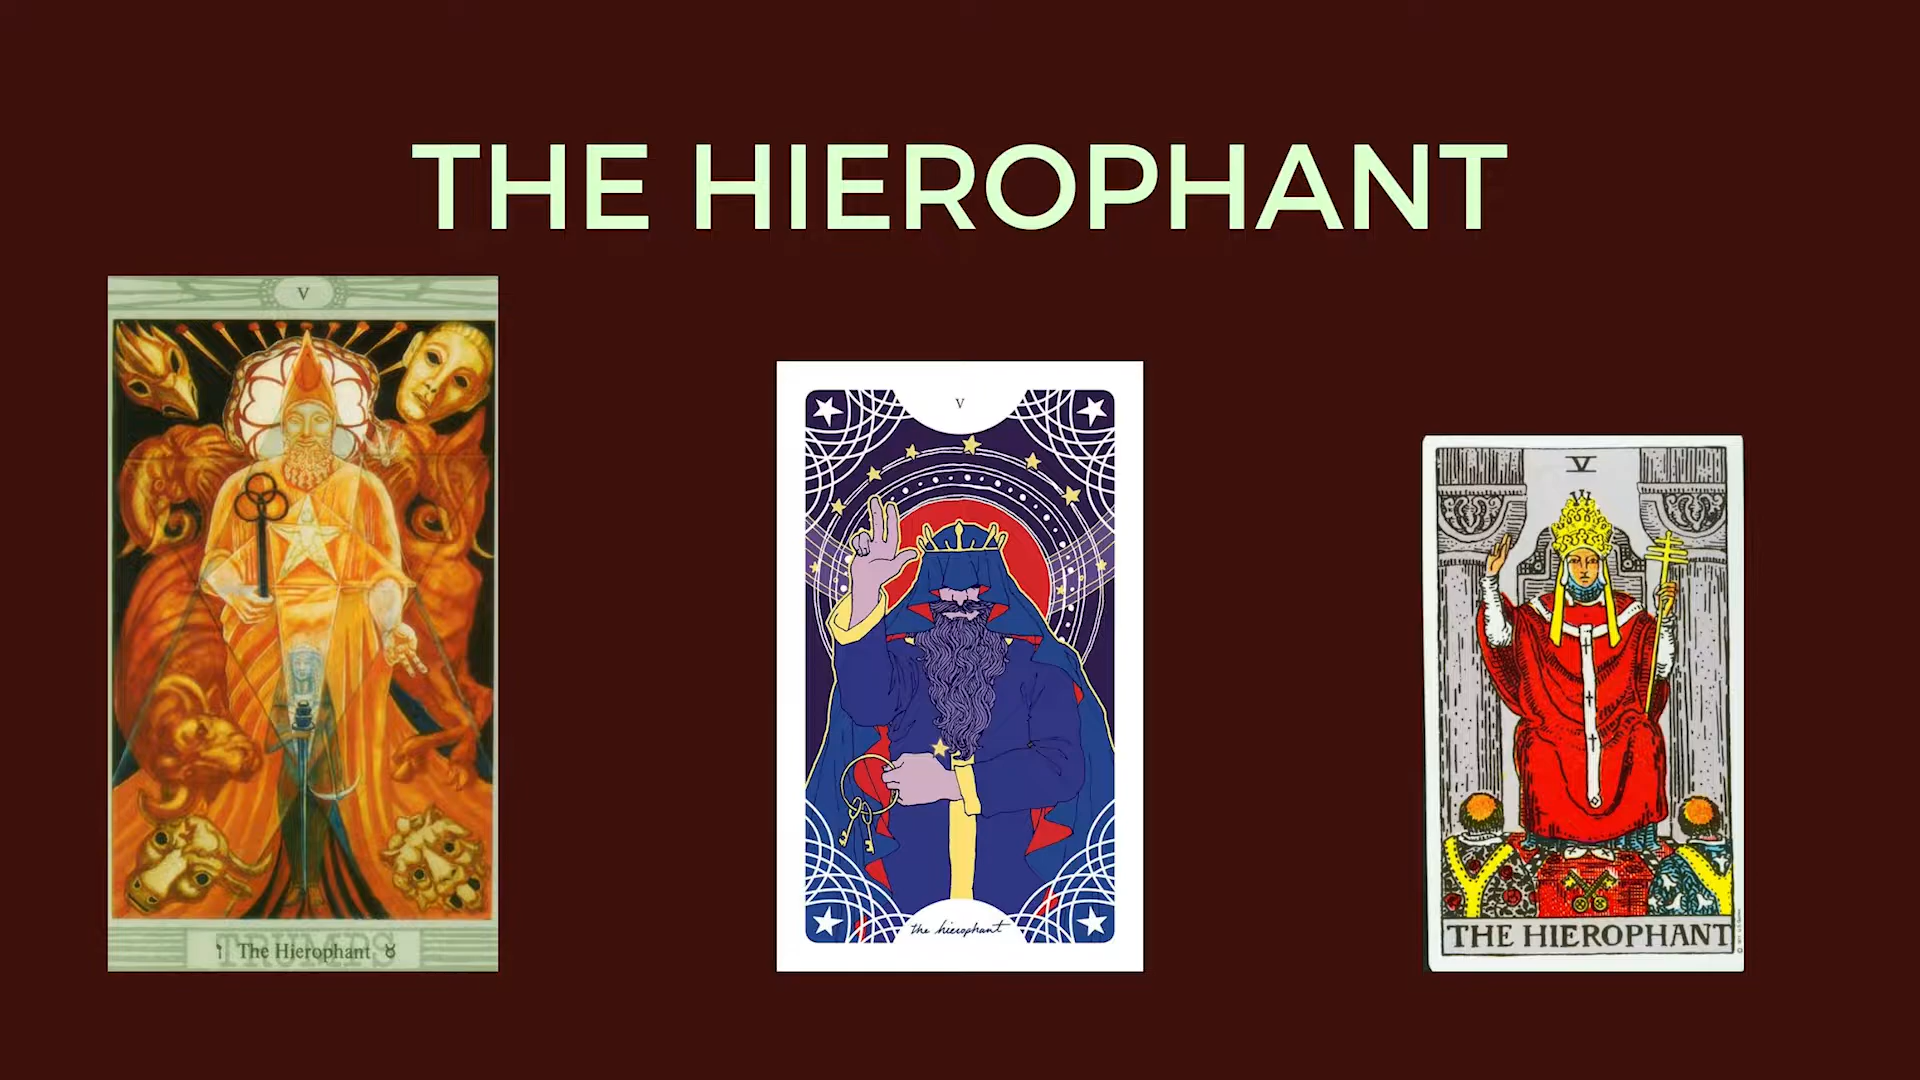 THE HIEROPHANT
V
TRUMPS
ו The Hierophant ♉
V
the hierophant
V
THE HIEROPHANT